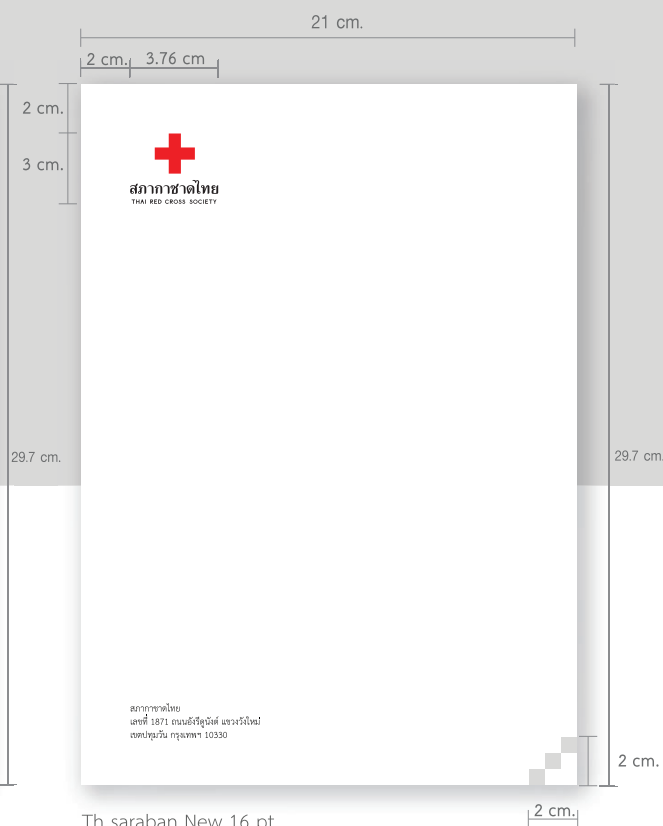 21 cm.
2 cm. 3.76 cm
2 cm.
3 cm.
สภากาชาดไทย
THAI RED CROSS SOCIETY
29.7 cm.
29.7 cm.
สภากาชาดไทย
เลขที่ 1871 ถนนอังรีดูนังต์ แขวงวังใหม่
เขตปทุมวัน กรุงเทพฯ 10330
2 cm.
2 cm.
Th saraban New 16 pt